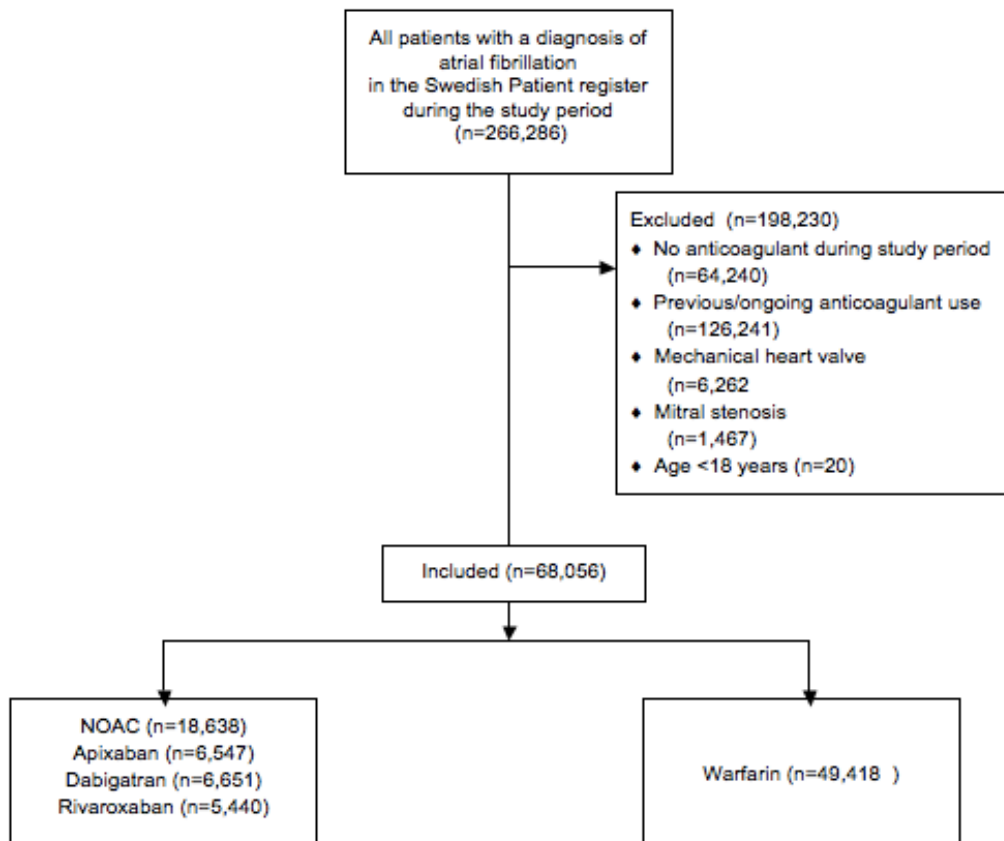 All patients with a diagnosis of
atrial fibrillation
in the Swedish Patient register
during the study period
(n=266,286)
Excluded (n=198,230)
♦ No anticoagulant during study period
(n=64,240)
♦ Previous/ongoing anticoagulant use
(n=126,241)
♦ Mechanical heart valve
(n=6,262
♦ Mitral stenosis
(n=1,467)
♦ Age <18 years (n=20)
Included (n=68,056)
NOAC (n=18,638)
Apixaban (n=6,547)
Dabigatran (n=6,651)
Rivaroxaban (n=5,440)
Warfarin (n=49,418 )